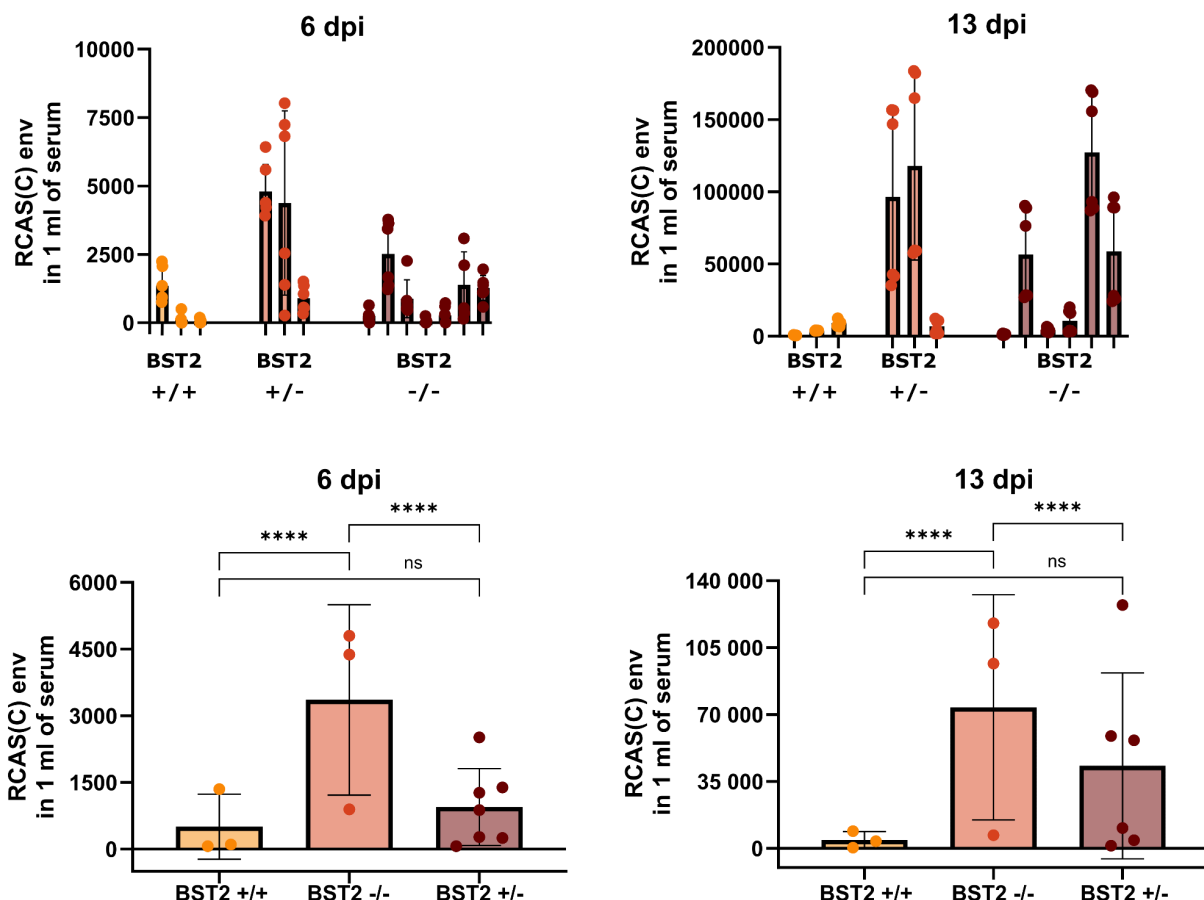 6 dpi
RCAS(C) env
in 1 ml of serum
10000
7500
5000
2500
0
BST2
+/+
BST2
+/-
BST2
-/-
13 dpi
RCAS(C) env
in 1 ml of serum
200000
150000
100000
50000
0
BST2
+/+
BST2
+/-
BST2
-/-
6 dpi
****
****
ns
RCAS(C) env
in 1 ml of serum
6000
4500
3000
1500
0
BST2 +/+
BST2 -/-
BST2 +/-
13 dpi
****
****
ns
RCAS(C) env
in 1 ml of serum
140 000
105 000
70 000
35 000
0
BST2 +/+
BST2 -/-
BST2 +/-